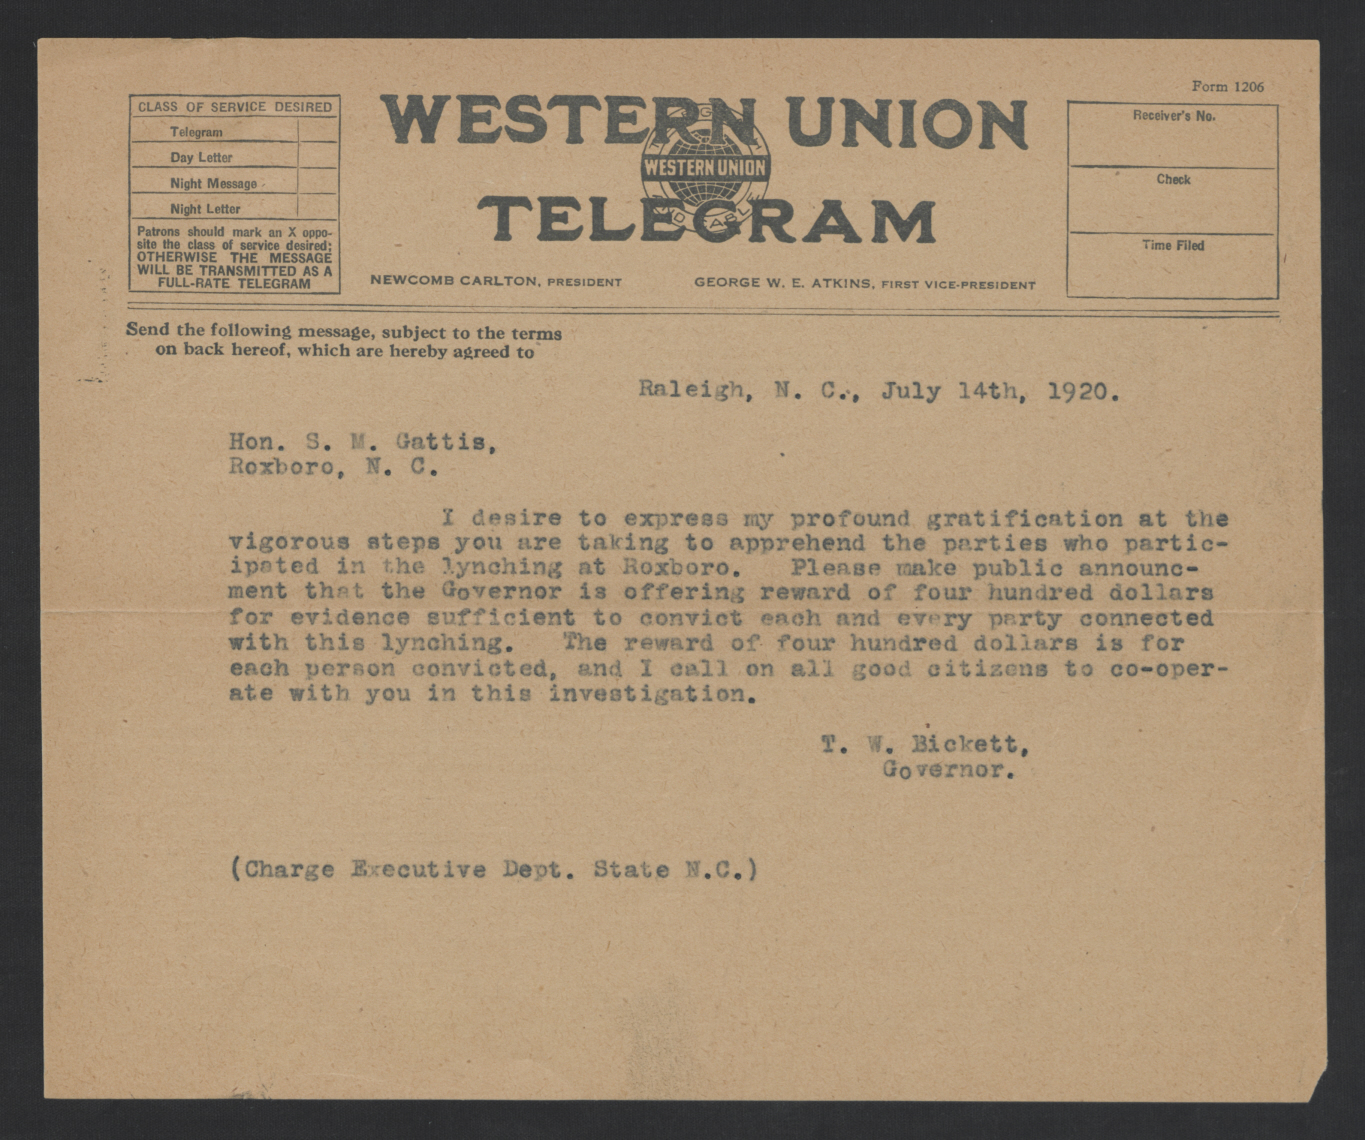 Form 1206
CLASS OF SERVICE DESIRED
Telegram
Day Letter
Night Message
Night Letter
Patrons should mark an X oppo-
site the class of service desired;
OTHERWISE THE MESSAGE
WILL BE TRANSMITTED AS A
FULL-RATE TELEGRAM
WESTERN UNION
WESTERN UNION
TELEGRAM
NEWCOMB CARLTON, PRESIDENT GEORGE W. E. ATKINS, FIRST VICE-PRESIDENT
Receiver's No.
Check
Time Filed
Send the following message, subject to the terms
on back hereof, which are hereby agreed to
Raleigh, N. C., July 14th, 1920.
Hon. S. M. Gattis,
Roxboro, N. C.
I desire to express my profound gratification at the
vigorous steps you are taking to apprehend the parties who partic-
ipated in the lynching at Roxboro. Please make public announc-
ment that the Governor is offering reward of four hundred dollars
for evidence sufficient to convict each and every party connected
with this lynching. The reward of four hundred dollars is for
each person convicted, and I call on all good citizens to co-oper-
ate with you in this investigation.
T. W. Bickett,
Governor.
(Charge Executive Dept. State N.C.)